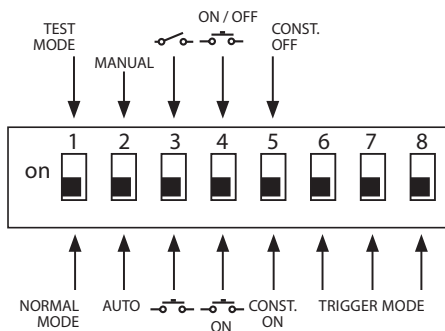 TEST
MODE
MANUAL
ON / OFF
CONST.
OFF
1 2 3 4 5 6 7 8
on
NORMAL
MODE
AUTO
ON
CONST.
ON
TRIGGER MODE